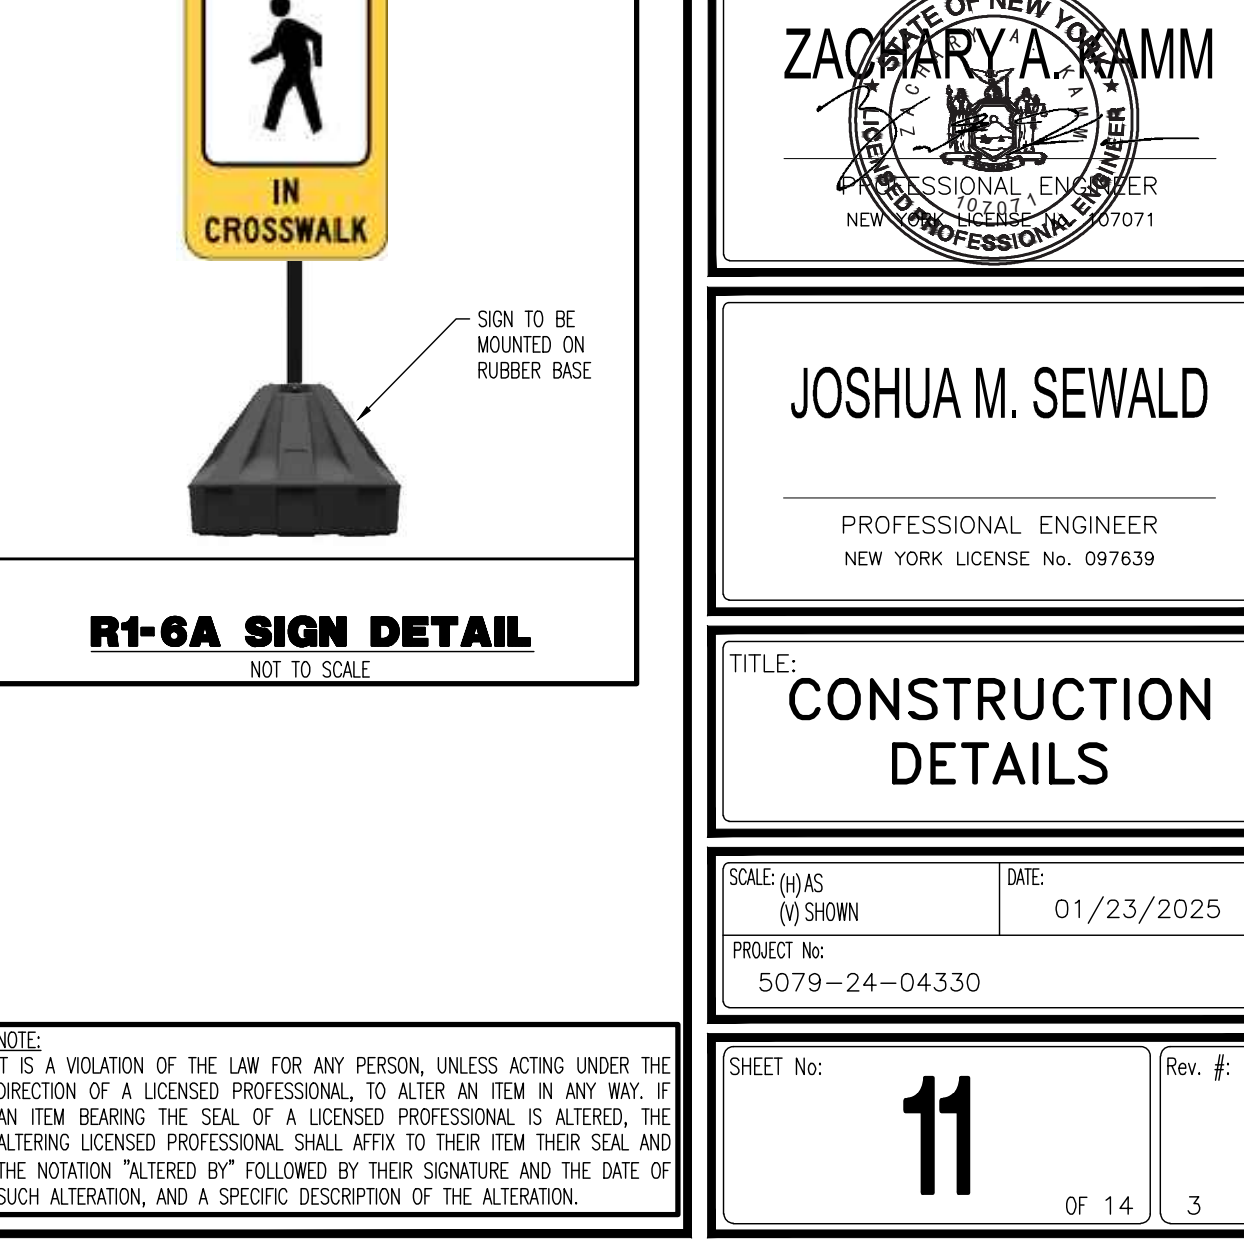 IN
CROSSWALK
SIGN TO BE
MOUNTED ON
RUBBER BASE
R1-6A SIGN DETAIL
NOT TO SCALE
NOTE:
IT IS A VIOLATION OF THE LAW FOR ANY PERSON, UNLESS ACTING UNDER THE
DIRECTION OF A LICENSED PROFESSIONAL, TO ALTER AN ITEM IN ANY WAY. IF
AN ITEM BEARING THE SEAL OF A LICENSED PROFESSIONAL IS ALTERED, THE
ALTERING LICENSED PROFESSIONAL SHALL AFFIX TO THEIR ITEM THEIR SEAL AND
THE NOTATION "ALTERED BY" FOLLOWED BY THEIR SIGNATURE AND THE DATE OF
SUCH ALTERATION, AND A SPECIFIC DESCRIPTION OF THE ALTERATION.
ZACHARY A. KAMM
STATE OF NEW YORK
ZACHARY A. KAMM
107071
LICENSED PROFESSIONAL ENGINEER
PROFESSIONAL ENGINEER
NEW YORK LICENSE No. 107071
JOSHUA M. SEWALD
PROFESSIONAL ENGINEER
NEW YORK LICENSE No. 097639
TITLE:
CONSTRUCTION
DETAILS
SCALE: (H) AS
(V) SHOWN
DATE:
01/23/2025
PROJECT No:
5079-24-04330
SHEET No:
11
OF 14
Rev. #:
3